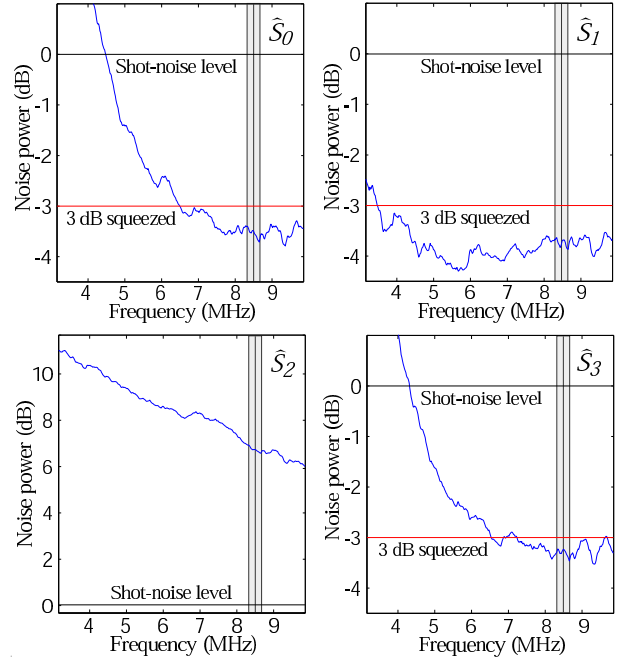 Ŝ0
Noise power (dB)
0
-1
-2
-3
-4
Shot-noise level
3 dB squeezed
4 5 6 7 8 9
Frequency (MHz)
Ŝ1
Noise power (dB)
0
-1
-2
-3
-4
Shot-noise level
3 dB squeezed
4 5 6 7 8 9
Frequency (MHz)
Ŝ2
Noise power (dB)
10
8
6
4
2
0
Shot-noise level
4 5 6 7 8 9
Frequency (MHz)
Ŝ3
Noise power (dB)
0
-1
-2
-3
-4
Shot-noise level
3 dB squeezed
4 5 6 7 8 9
Frequency (MHz)